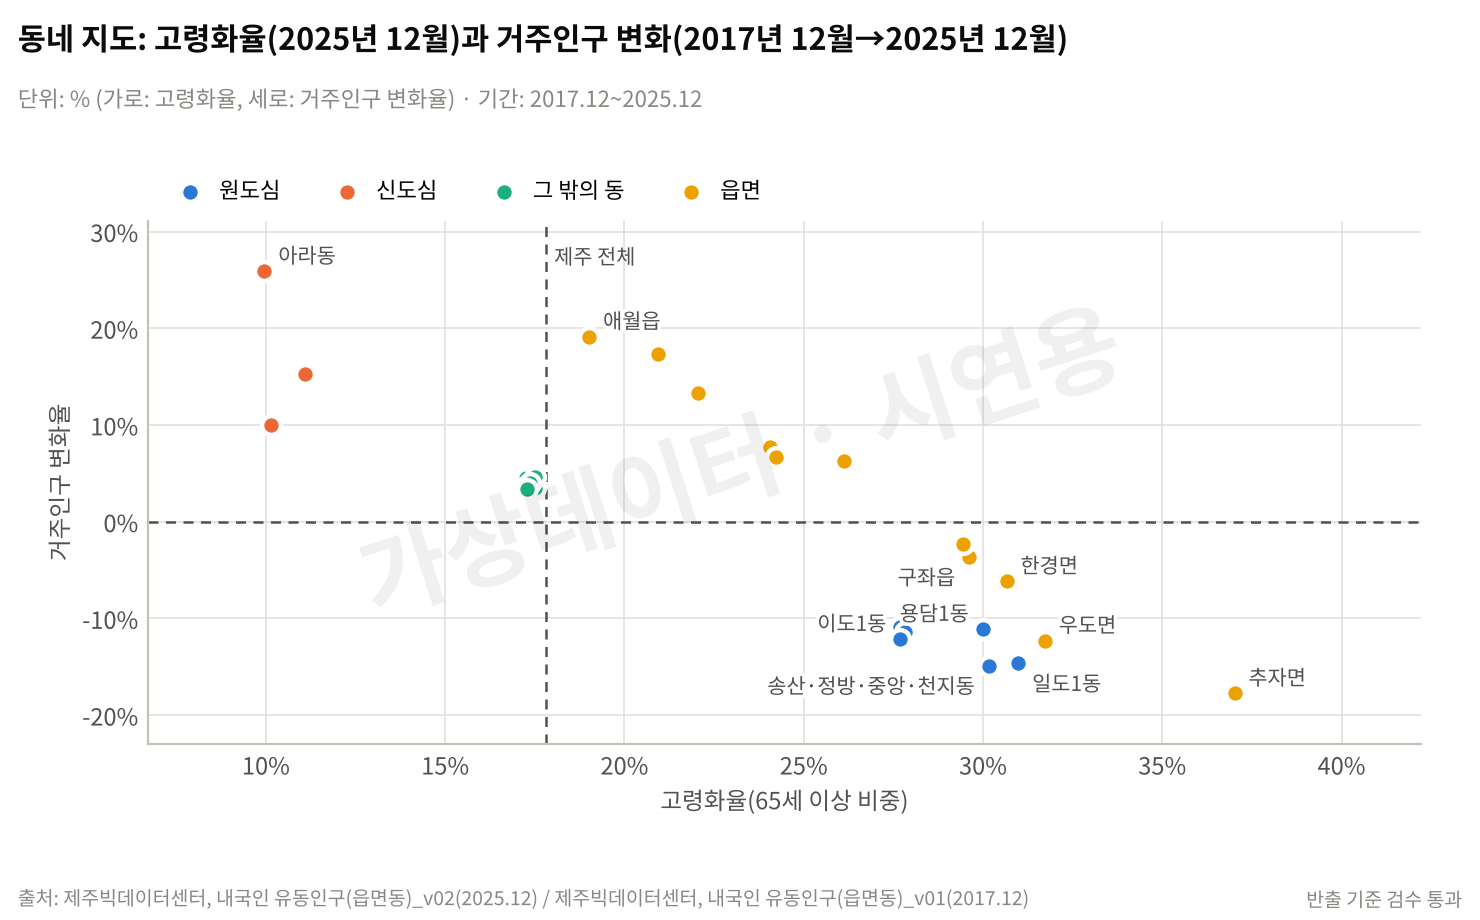 동네 지도: 고령화율(2025년 12월)과 거주인구 변화(2017년 12월→2025년 12월)
단위: % (가로: 고령화율, 세로: 거주인구 변화율) · 기간: 2017.12~2025.12
원도심 신도심 그 밖의 동 읍면
30%
아라동
제주 전체
애월읍
20%
10%
0%
구좌읍
한경면
-10%
이도1동
용담1동
우도면
송산·정방·중앙·천지동
일도1동
추자면
-20%
거주인구 변화율
10% 15% 20% 25% 30% 35% 40%
고령화율(65세 이상 비중)
가상데이터 · 시연용
출처: 제주빅데이터센터, 내국인 유동인구(읍면동)_v02(2025.12) / 제주빅데이터센터, 내국인 유동인구(읍면동)_v01(2017.12)
반출 기준 검수 통과